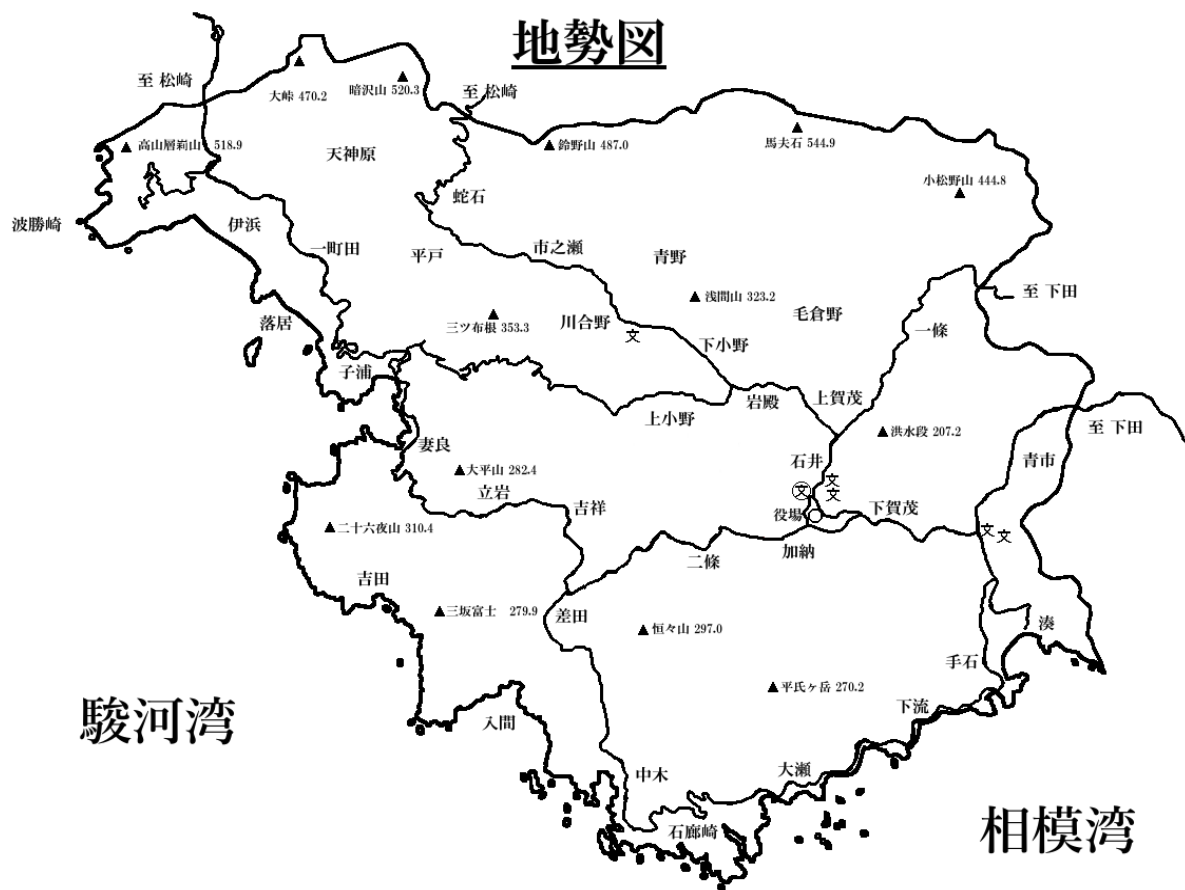 地勢図
至 松崎
大峠 470.2
暗沢山 520.3
至 松崎
高山層嵛山 518.9
天神原
鈴野山 487.0
馬夫石 544.9
小松野山 444.8
蛇石
波勝崎
伊浜
一町田
平戸
市之瀬
青野
浅間山 323.2
至 下田
毛倉野
落居
三ツ布根 353.3
川合野
文
下小野
一條
子浦
上小野
岩殿
上賀茂
至 下田
洪水段 207.2
妻良
大平山 282.4
石井
青市
立岩
文
文
文
吉祥
役場
下賀茂
二十六夜山 310.4
文
文
加納
二條
吉田
三坂富士 279.9
差田
恒々山 297.0
湊
手石
平氏ヶ岳 270.2
下流
駿河湾
入間
中木
大瀬
石廊崎
相模湾